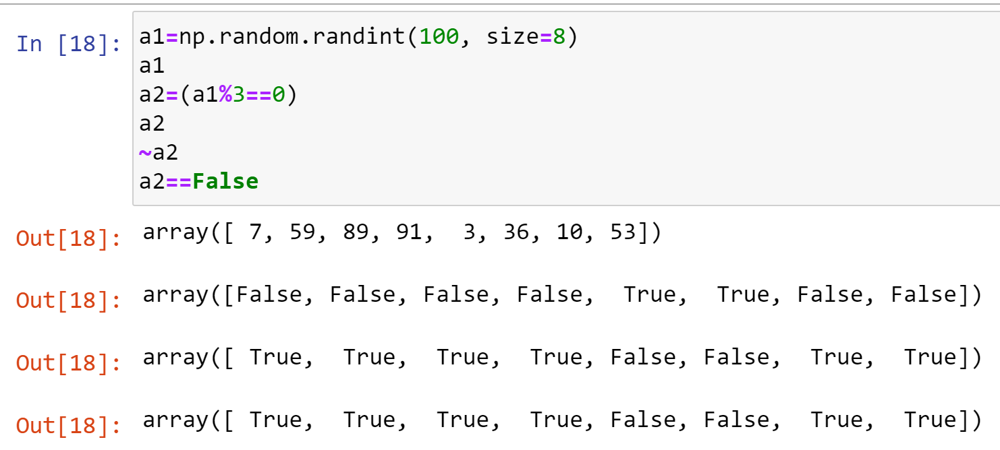 In [18]: a1=np.random.randint(100, size=8)
a1
a2=(a1%3==0)
a2
~a2
a2==False
Out[18]: array([ 7, 59, 89, 91,  3, 36, 10, 53])
Out[18]: array([False, False, False, False,  True,  True, False, False])
Out[18]: array([ True,  True,  True,  True, False, False,  True,  True])
Out[18]: array([ True,  True,  True,  True, False, False,  True,  True])